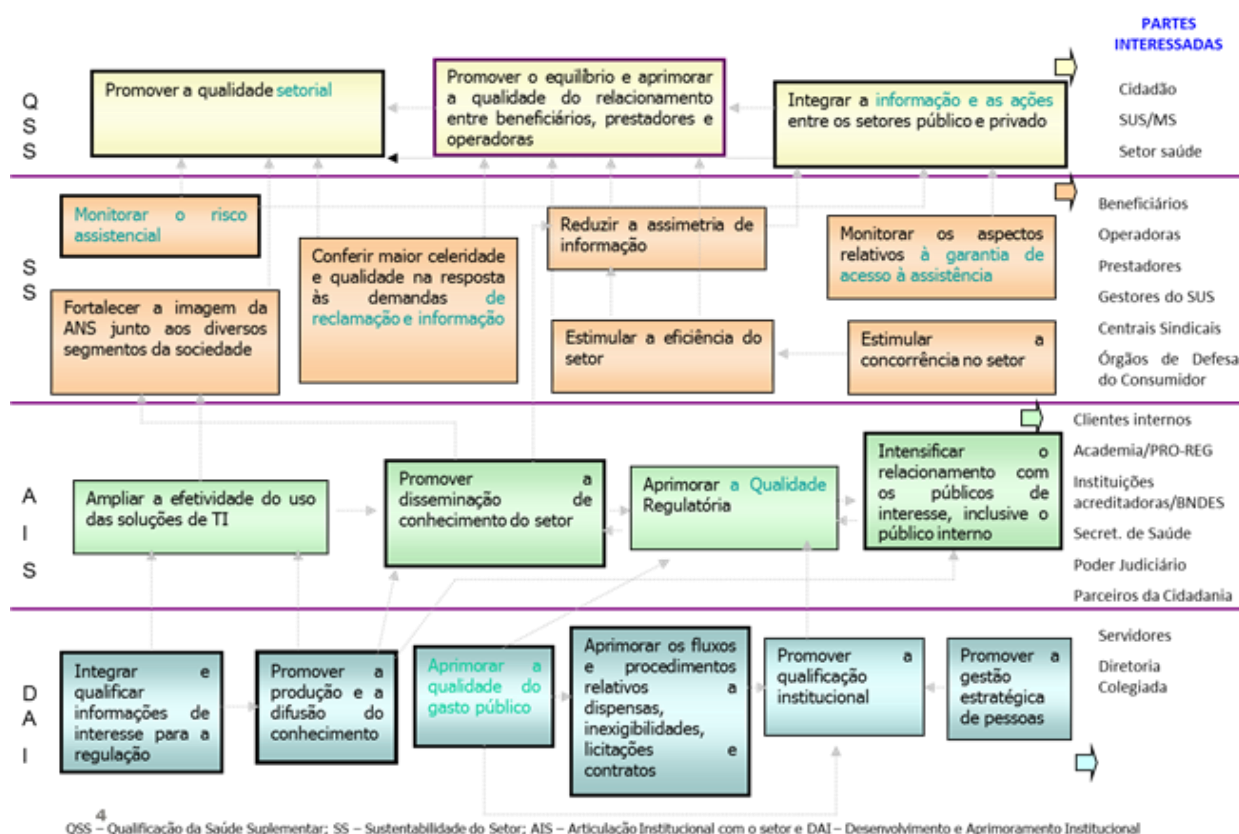 PARTES
INTERESSADAS
Q
S
S
Promover a qualidade setorial
Promover o equilíbrio e aprimorar
a qualidade do relacionamento
entre beneficiários, prestadores e
operadoras
Integrar a informação e as ações
entre os setores público e privado
Cidadão
SUS/MS
Setor saúde
S
S
Monitorar o risco
assistencial
Conferir maior celeridade
e qualidade na resposta
às demandas de
reclamação e informação
Reduzir a assimetria de
informação
Monitorar os aspectos
relativos à garantia de
acesso à assistência
Fortalecer a imagem da
ANS junto aos diversos
segmentos da sociedade
Estimular a eficiência do
setor
Estimular a
concorrência no setor
Beneficiários
Operadoras
Prestadores
Gestores do SUS
Centrais Sindicais
Órgãos de Defesa
do Consumidor
A
I
S
Ampliar a efetividade do uso
das soluções de TI
Promover a
disseminação de
conhecimento do setor
Aprimorar a Qualidade
Regulatória
Intensificar o
relacionamento com
os públicos de
interesse, inclusive o
público interno
Clientes internos
Academia/PRO-REG
Instituições
acreditadoras/BNDES
Secret. de Saúde
Poder Judiciário
Parceiros da Cidadania
D
A
I
Integrar e
qualificar
informações de
interesse para a
regulação
Promover a
produção e a
difusão do
conhecimento
Aprimorar a
qualidade do
gasto público
Aprimorar os fluxos
e procedimentos
relativos a
dispensas,
inexigibilidades,
licitações e
contratos
Promover a
qualificação
institucional
Promover a
gestão
estratégica
de pessoas
Servidores
Diretoria
Colegiada
4
QSS – Qualificação da Saúde Suplementar; SS – Sustentabilidade do Setor; AIS – Articulação Institucional com o setor e DAI – Desenvolvimento e Aprimoramento Institucional